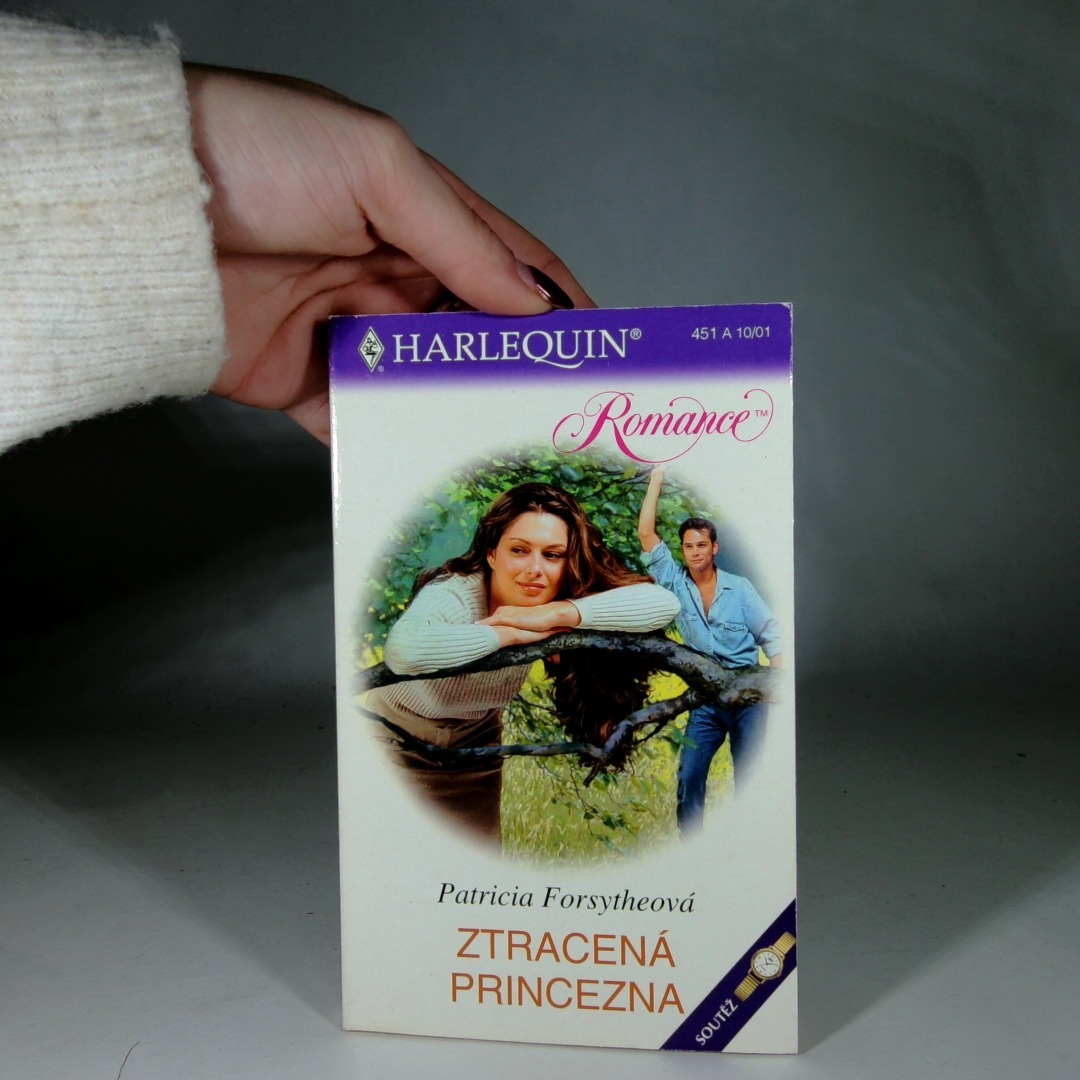 HARLEQUIN®
451 A 10/01
Romance™
Patricia Forsytheová
ZTRACENÁ
PRINCEZNA
SOUTĚŽ